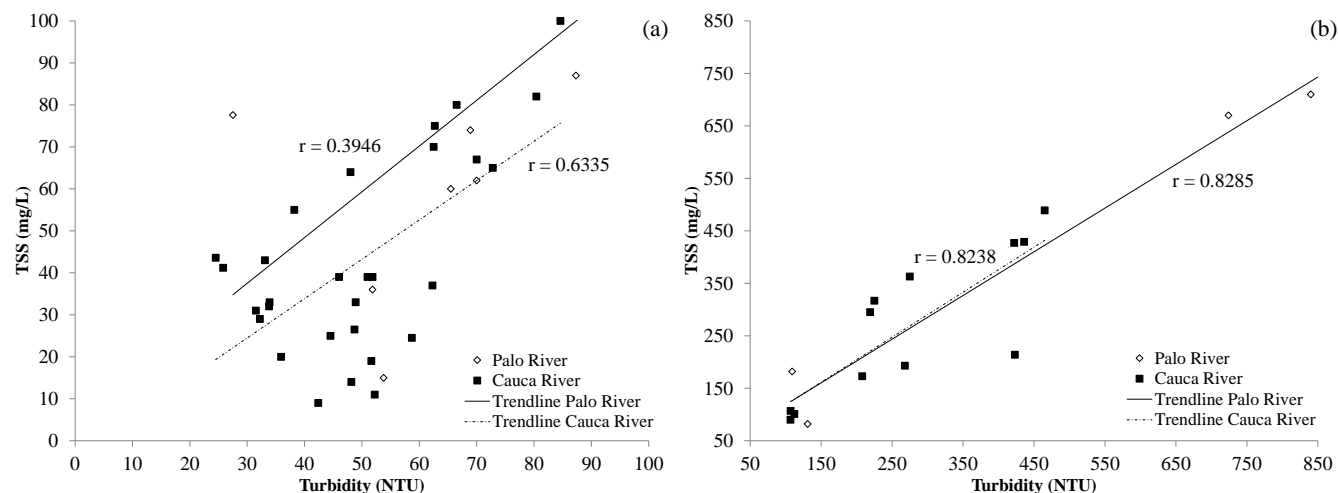 (a)
100
90
80
70
60
50
40
30
20
10
0
TSS (mg/L)
r = 0.3946
r = 0.6335
Palo River
Cauca River
Trendline Palo River
Trendline Cauca River
0 10 20 30 40 50 60 70 80 90 100
Turbidity (NTU)
(b)
850
750
650
550
450
350
250
150
50
TSS (mg/L)
r = 0.8285
r = 0.8238
Palo River
Cauca River
Trendline Palo River
Trendline Cauca River
50 150 250 350 450 550 650 750 850
Turbidity (NTU)